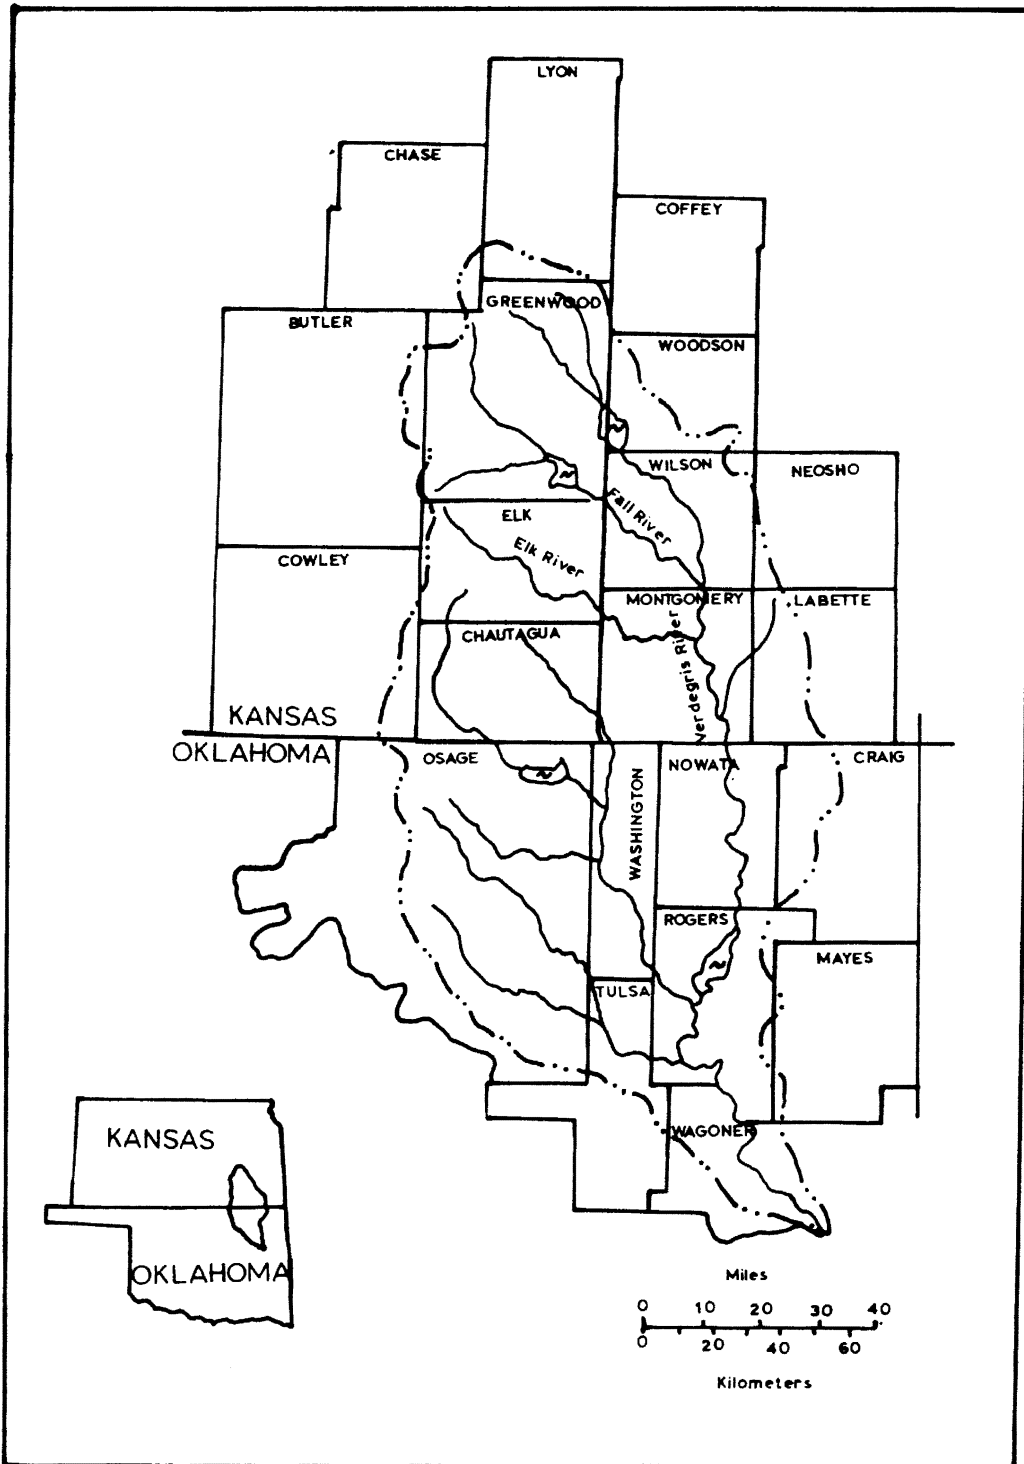 LYON
CHASE
COFFEY
GREENWOOD
BUTLER
WOODSON
WILSON
NEOSHO
Fall River
ELK
Elk River
COWLEY
MONTGOMERY
LABETTE
CHAUTAGUA
Verdegris River
KANSAS
OKLAHOMA
OSAGE
NOWATA
CRAIG
WASHINGTON
ROGERS
MAYES
TULSA
WAGONER
KANSAS
OKLAHOMA
Miles
0 10 20 30 40
0 20 40 60
Kilometers